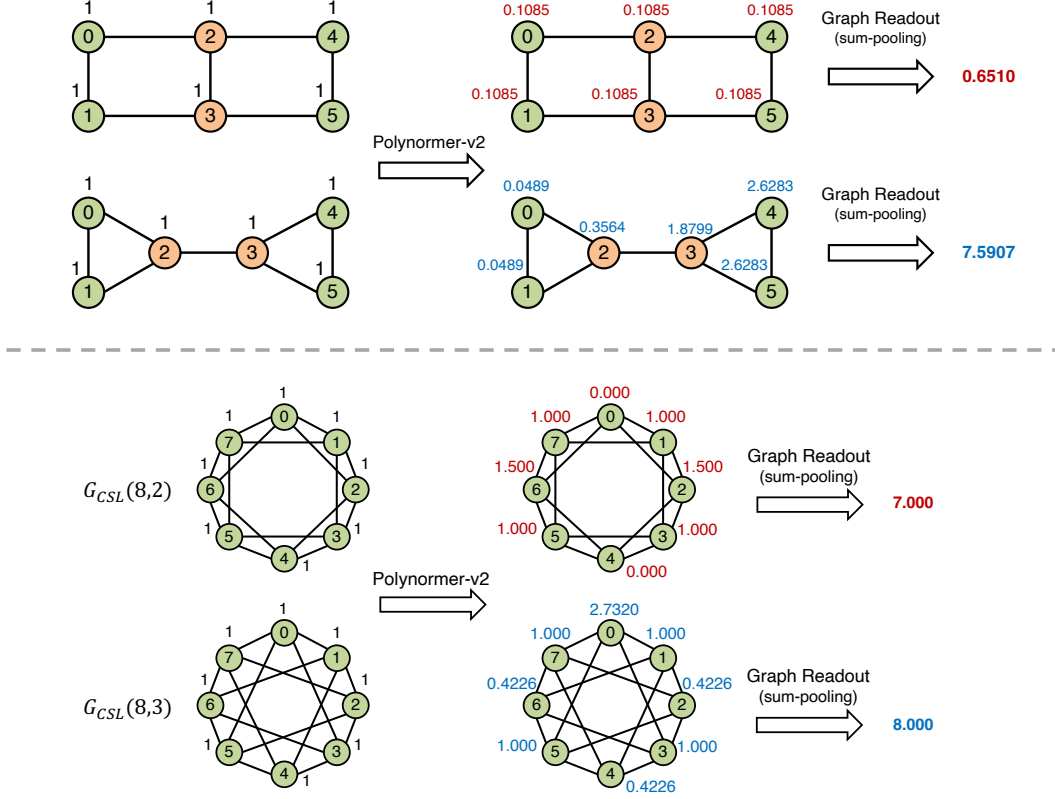 1 1 1 0.1085 0.1085 0.1085 Graph Readout
0 2 4 0 2 4 (sum-pooling)
0.6510
1 1 1 0.1085 0.1085 0.1085
1 3 5 1 3 5
Polynormer-v2
1 1 0.0489 2.6283 Graph Readout
0 4 0 4 (sum-pooling)
1 1 0.3564 1.8799
2 3 2 3 7.5907
1 1 0.0489 2.6283
1 5 1 5
1 0.000
1 0 1 1.000 0 1.000
7 1 7 1 Graph Readout
1 1 1.500 1.500 (sum-pooling)
G_CSL(8,2) 6 2 6 2 7.000
1 1 1.000 1.000
5 3 5 3
4 1 4 0.000
Polynormer-v2
1 2.7320
1 0 1 1.000 0 1.000
7 1 7 1 Graph Readout
1 1 0.4226 0.4226 (sum-pooling)
G_CSL(8,3) 6 2 6 2 8.000
1 1 1.000 1.000
5 3 5 3
4 1 4 0.4226